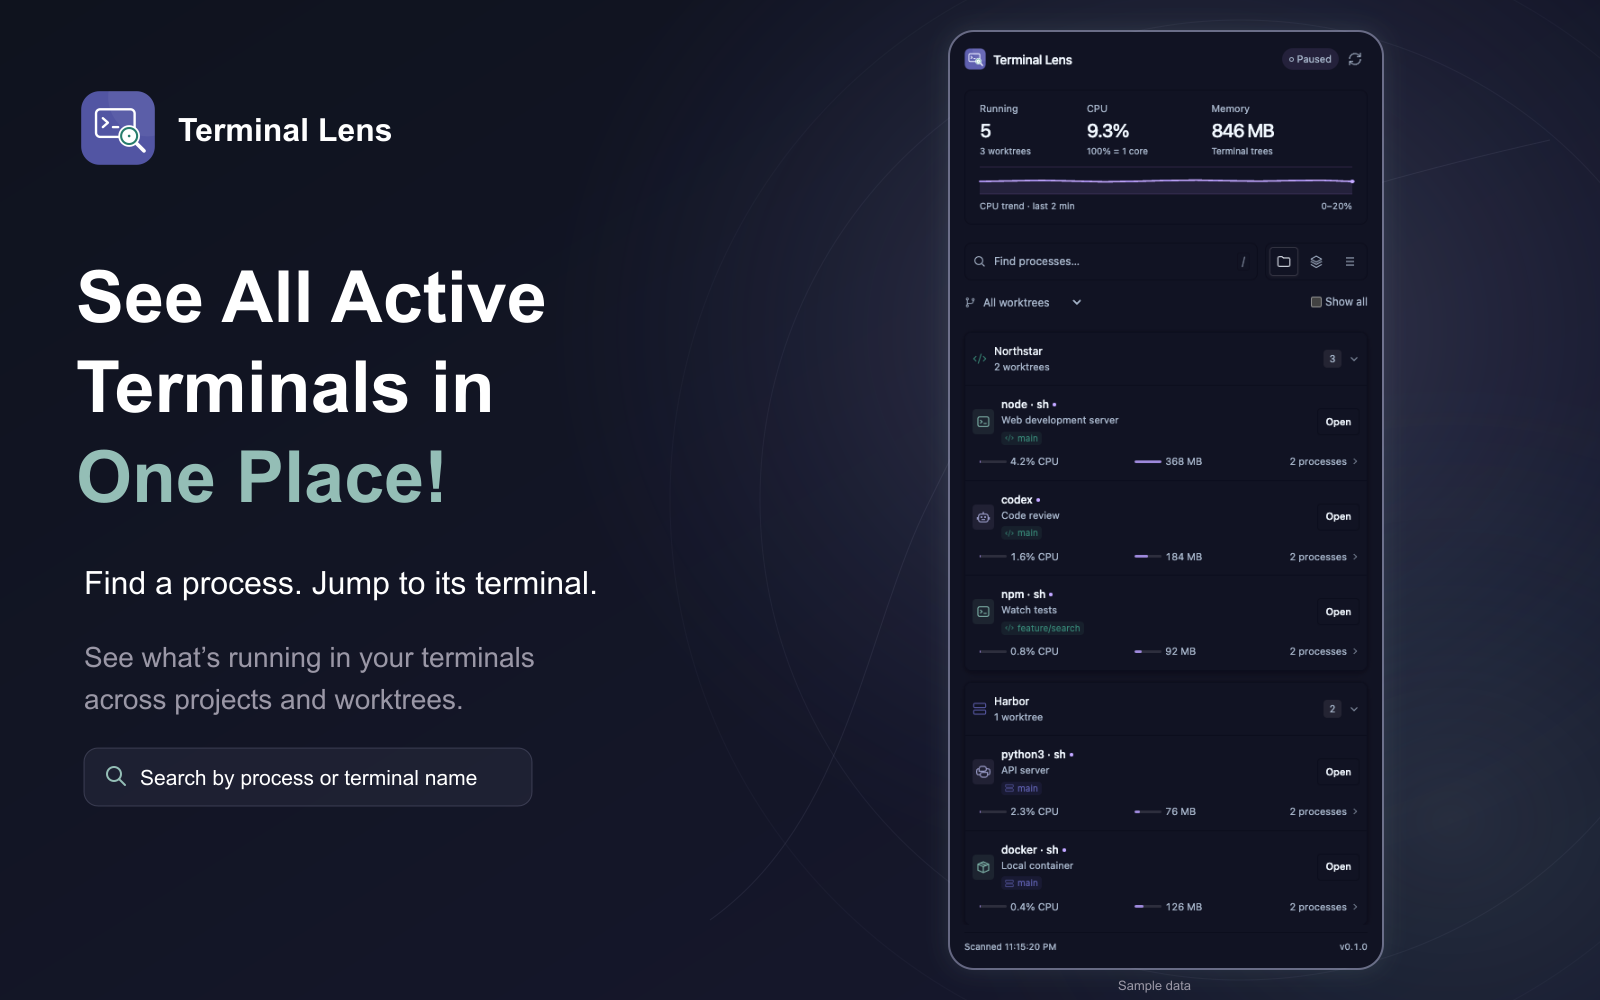 Terminal Lens
See All Active
Terminals in
One Place!
Find a process. Jump to its terminal.
See what’s running in your terminals
across projects and worktrees.
Search by process or terminal name
Terminal Lens
Paused
Running CPU Memory
5 9.3% 846 MB
3 worktrees 100% = 1 core Terminal trees
CPU trend · last 2 min 0–20%
Find processes... /
All worktrees Show all
Northstar
2 worktrees
3
node · sh •
Web development server
main
Open
4.2% CPU 368 MB 2 processes
codex •
Code review
main
Open
1.6% CPU 184 MB 2 processes
npm · sh •
Watch tests
feature/search
Open
0.8% CPU 92 MB 2 processes
Harbor
1 worktree
2
python3 · sh •
API server
main
Open
2.3% CPU 76 MB 2 processes
docker · sh •
Local container
main
Open
0.4% CPU 126 MB 2 processes
Scanned 11:15:20 PM v0.1.0
Sample data